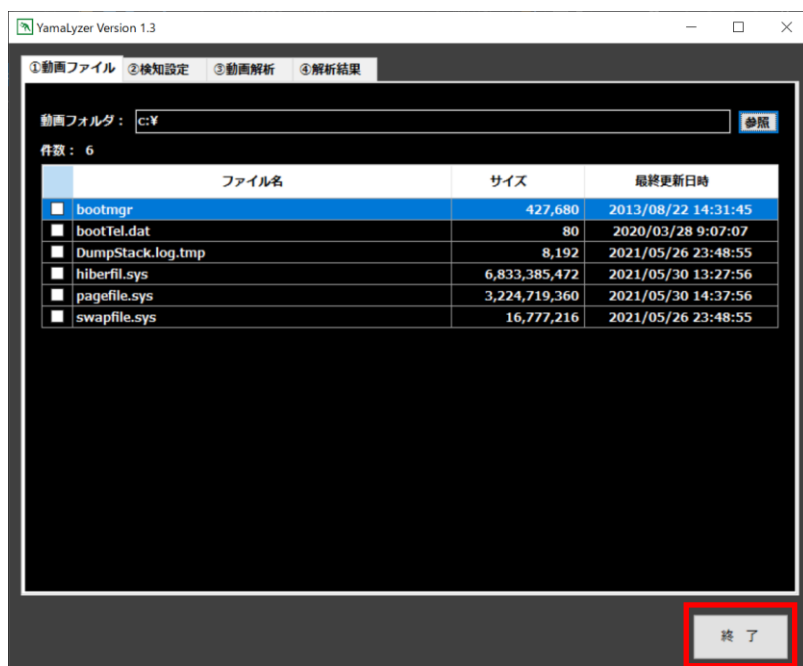 YamaLyzer Version 1.3
①動画ファイル ②検知設定 ③動画解析 ④解析結果
動画フォルダ： c:¥ 参照
件数： 6
ファイル名 サイズ 最終更新日時
bootmgr 427,680 2013/08/22 14:31:45
bootTel.dat 80 2020/03/28 9:07:07
DumpStack.log.tmp 8,192 2021/05/26 23:48:55
hiberfil.sys 6,833,385,472 2021/05/30 13:27:56
pagefile.sys 3,224,719,360 2021/05/30 14:37:56
swapfile.sys 16,777,216 2021/05/26 23:48:55
終 了